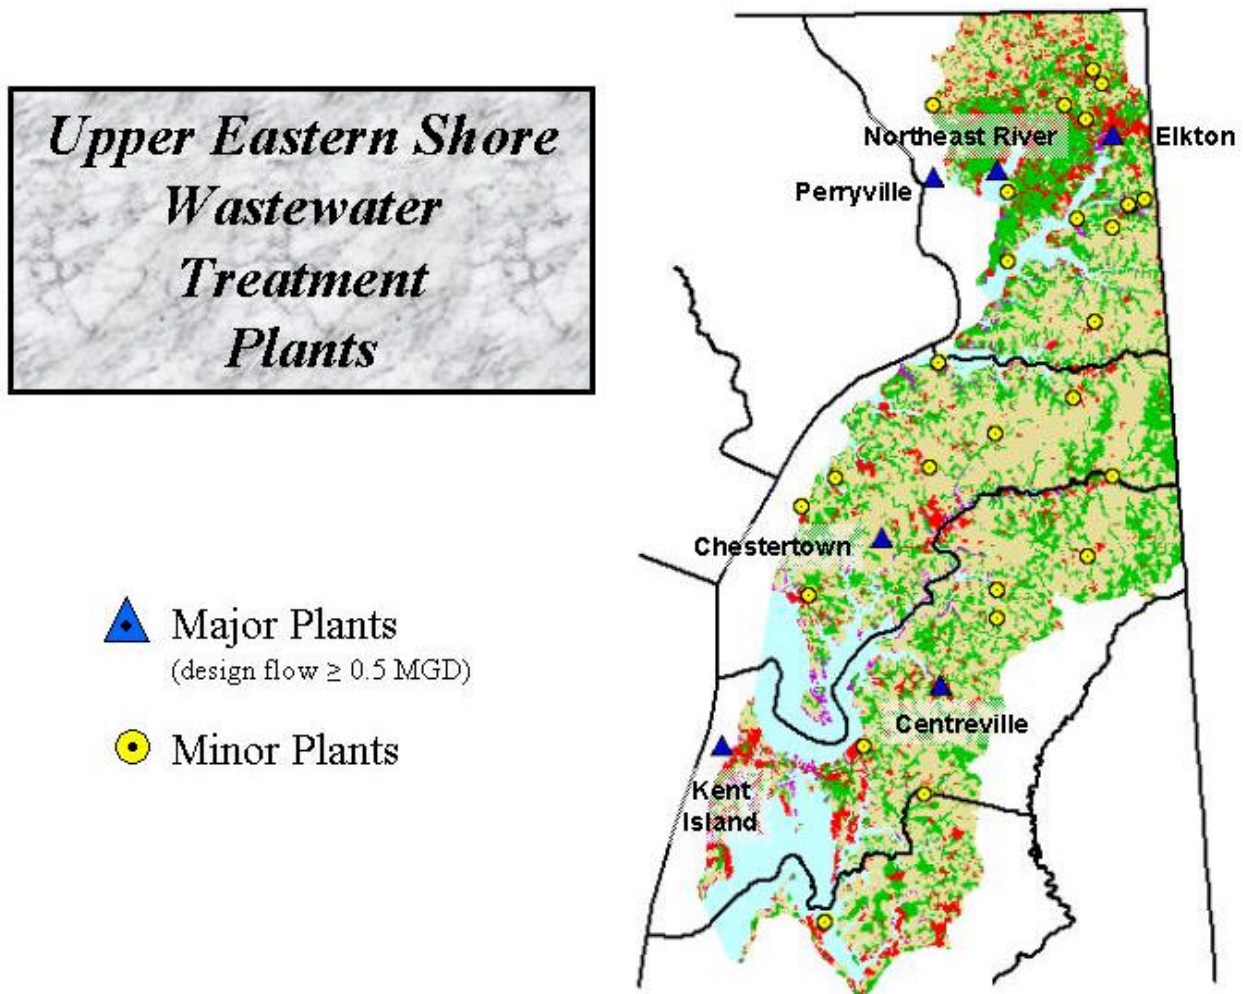 Upper Eastern Shore
Wastewater
Treatment
Plants
Northeast River
Elkton
Perryville
Chestertown
Major Plants
(design flow ≥ 0.5 MGD)
Centreville
Minor Plants
Kent
Island